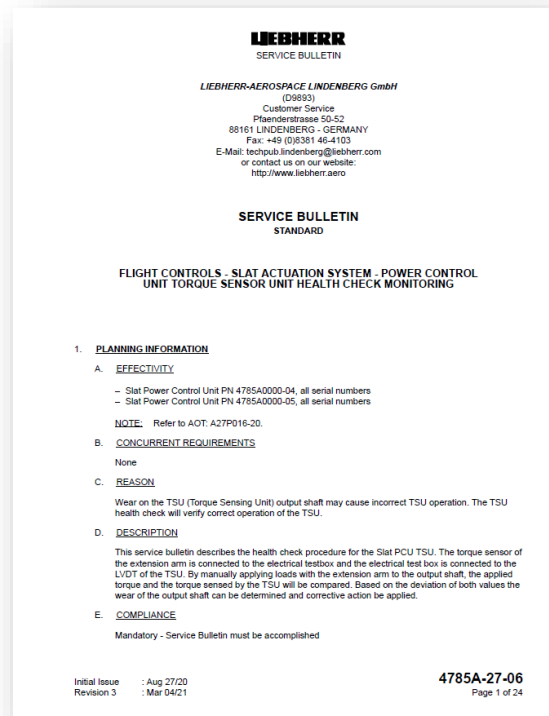 LIEBHERR
SERVICE BULLETIN
LIEBHERR-AEROSPACE LINDENBERG GmbH
(D9893)
Customer Service
Pfaenderstrasse 50-52
88161 LINDENBERG - GERMANY
Fax: +49 (0)8381 46-4103
E-Mail: techpub.lindenberg@liebherr.com
or contact us on our website:
http://www.liebherr.aero
SERVICE BULLETIN
STANDARD
FLIGHT CONTROLS - SLAT ACTUATION SYSTEM - POWER CONTROL
UNIT TORQUE SENSOR UNIT HEALTH CHECK MONITORING
1. PLANNING INFORMATION
A. EFFECTIVITY
– Slat Power Control Unit PN 4785A0000-04, all serial numbers
– Slat Power Control Unit PN 4785A0000-05, all serial numbers
NOTE: Refer to AOT: A27P016-20.
B. CONCURRENT REQUIREMENTS
None
C. REASON
Wear on the TSU (Torque Sensing Unit) output shaft may cause incorrect TSU operation. The TSU
health check will verify correct operation of the TSU.
D. DESCRIPTION
This service bulletin describes the health check procedure for the Slat PCU TSU. The torque sensor of
the extension arm is connected to the electrical testbox and the electrical test box is connected to the
LVDT of the TSU. By manually applying loads with the extension arm to the output shaft, the applied
torque and the torque sensed by the TSU will be compared. Based on the deviation of both values the
wear of the output shaft can be determined and corrective action be applied.
E. COMPLIANCE
Mandatory - Service Bulletin must be accomplished
Initial Issue : Aug 27/20
Revision 3 : Mar 04/21
4785A-27-06
Page 1 of 24